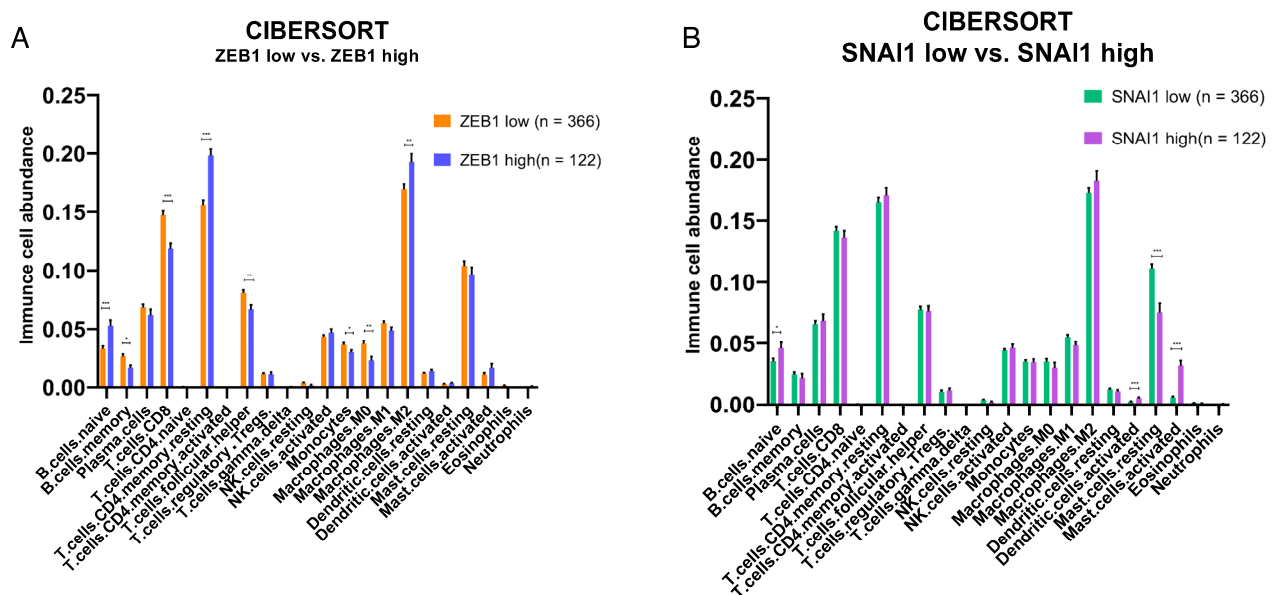 A
CIBERSORT
ZEB1 low vs. ZEB1 high
Immunce cell abundance
0.25
0.20
0.15
0.10
0.05
0.00
ZEB1 low (n = 366)
ZEB1 high(n = 122)
***
*
***
***
**
*
**
**
B.cells.naive
B.cells.memory
Plasma.cells
T.cells.CD8
T.cells.CD4.naive
T.cells.CD4.memory.resting
T.cells.CD4.memory.activated
T.cells.follicular.helper
T.cells.regulatory..Tregs.
T.cells.gamma.delta
NK.cells.resting
NK.cells.activated
Monocytes
Macrophages.M0
Macrophages.M1
Macrophages.M2
Dendritic.cells.resting
Dendritic.cells.activated
Mast.cells.resting
Mast.cells.activated
Eosinophils
Neutrophils
B
CIBERSORT
SNAI1 low vs. SNAI1 high
Immune cell abundance
0.25
0.20
0.15
0.10
0.05
0.00
SNAI1 low (n = 366)
SNAI1 high(n = 122)
*
***
***
***
B.cells.naive
B.cells.memory
Plasma.cells
T.cells.CD8
T.cells.CD4.naive
T.cells.CD4.memory.resting
T.cells.CD4.memory.activated
T.cells.follicular.helper
T.cells.regulatory..Tregs.
T.cells.gamma.delta
NK.cells.resting
NK.cells.activated
Monocytes
Macrophages.M0
Macrophages.M1
Macrophages.M2
Dendritic.cells.resting
Dendritic.cells.activated
Mast.cells.resting
Mast.cells.activated
Eosinophils
Neutrophils